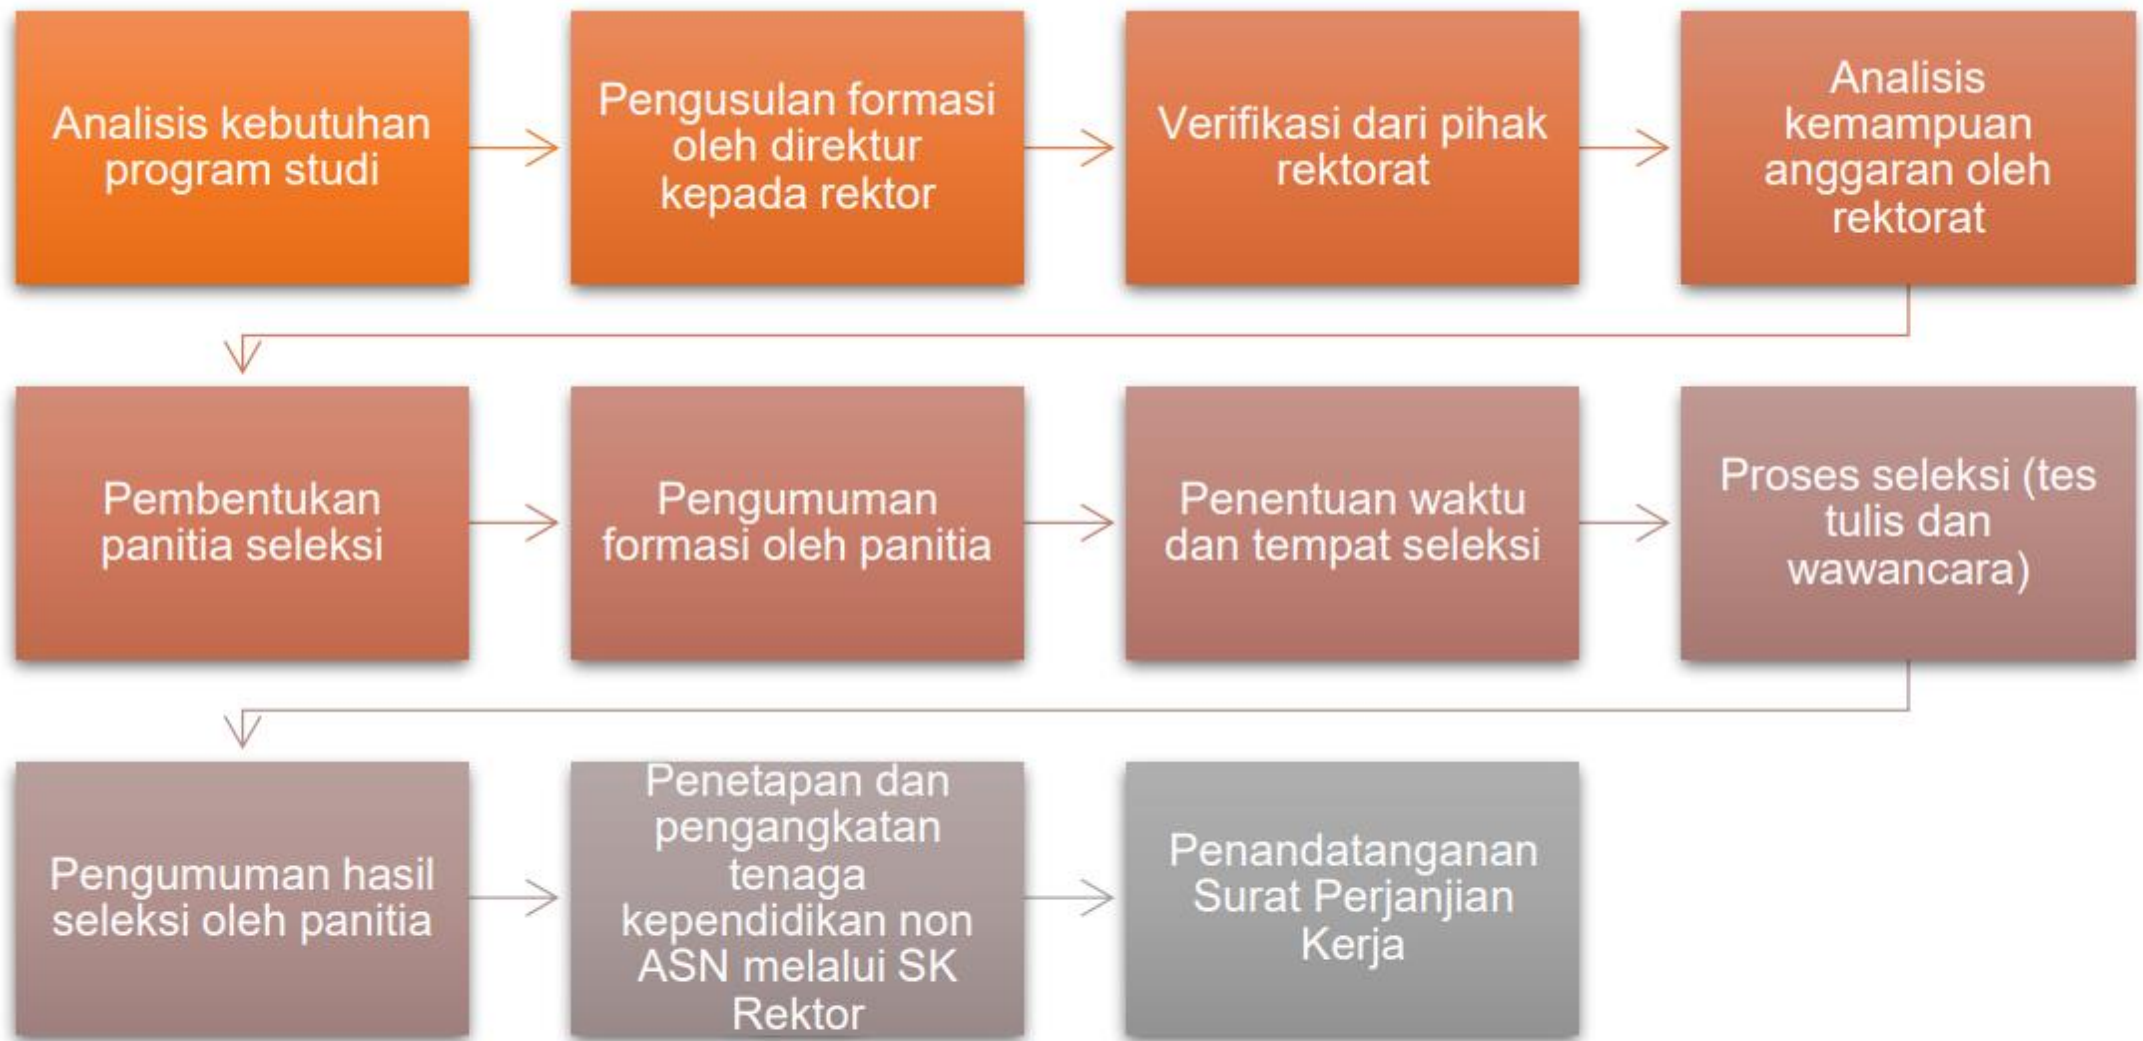 Analisis kebutuhan
program studi
Pengusulan formasi
oleh direktur
kepada rektor
Verifikasi dari pihak
rektorat
Analisis
kemampuan
anggaran oleh
rektorat
Pembentukan
panitia seleksi
Pengumuman
formasi oleh panitia
Penentuan waktu
dan tempat seleksi
Proses seleksi (tes
tulis dan
wawancara)
Pengumuman hasil
seleksi oleh panitia
Penetapan dan
pengangkatan
tenaga
kependidikan non
ASN melalui SK
Rektor
Penandatanganan
Surat Perjanjian
Kerja